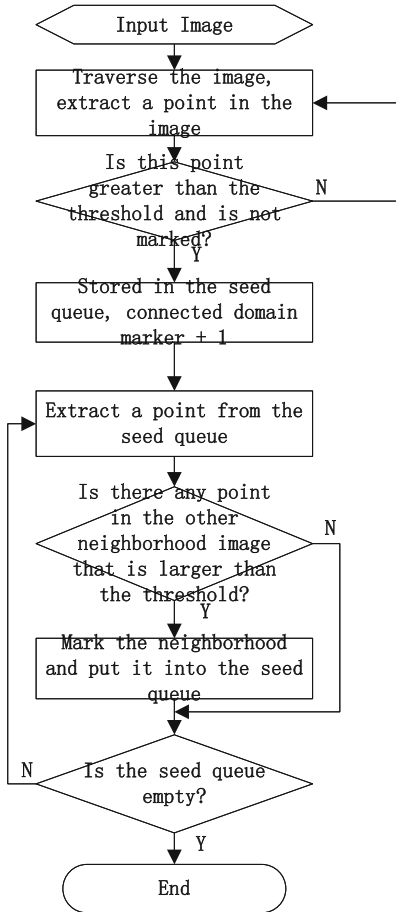 Input Image
Traverse the image,
extract a point in the
image
Is this point
greater than the
threshold and is not
marked?
N
Y
Stored in the seed
queue, connected domain
marker + 1
Extract a point from the
seed queue
Is there any point
in the other
neighborhood image
that is larger than
the threshold?
N
Y
Mark the neighborhood
and put it into the seed
queue
Is the seed queue
empty?
N
Y
End